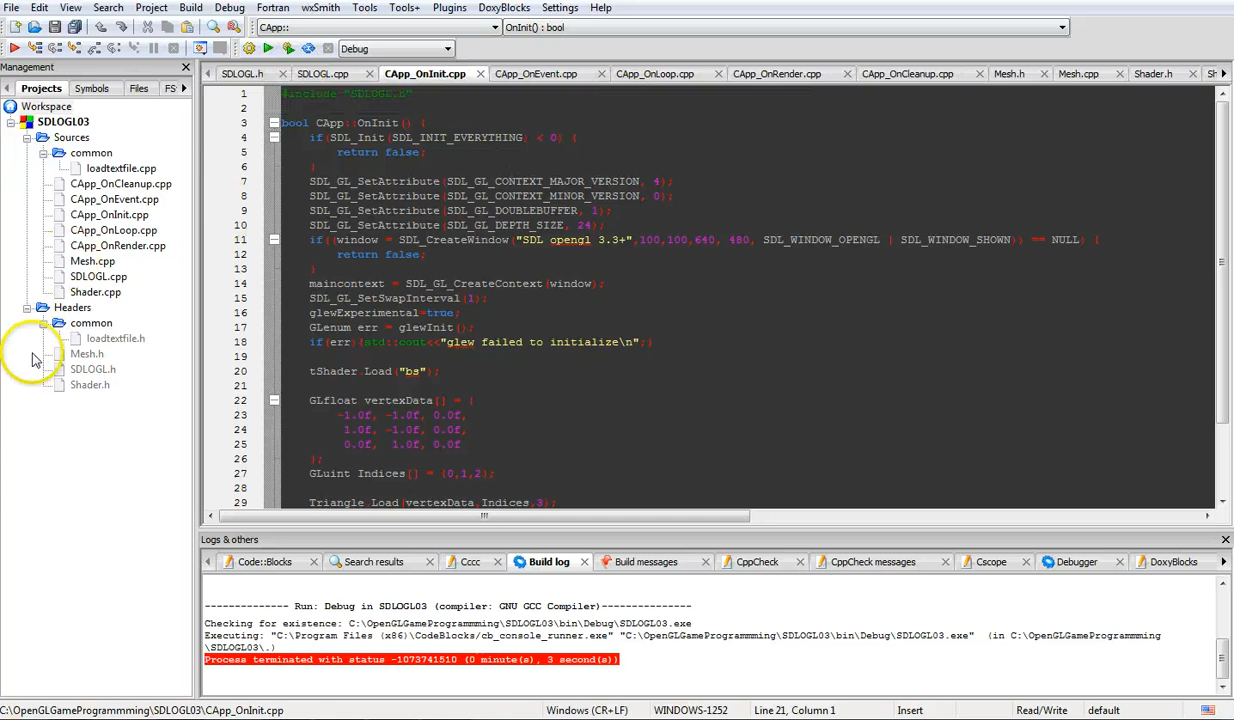 File Edit View Search Project Build Debug Fortran wxSmith Tools Tools+ Plugins DoxyBlocks Settings Help
CApp:: OnInit() : bool
Debug
Management
Projects Symbols Files FS
SDLOGL.h SDLOGL.cpp CApp_OnInit.cpp CApp_OnEvent.cpp CApp_OnLoop.cpp CApp_OnRender.cpp CApp_OnCleanup.cpp Mesh.h Mesh.cpp Shader.h Sh
Workspace
SDLOGL03
Sources
common
loadtextfile.cpp
CApp_OnCleanup.cpp
CApp_OnEvent.cpp
CApp_OnInit.cpp
CApp_OnLoop.cpp
CApp_OnRender.cpp
Mesh.cpp
SDLOGL.cpp
Shader.cpp
Headers
common
loadtextfile.h
Mesh.h
SDLOGL.h
Shader.h
1 #include "SDLOGL.h"
2
3 bool CApp::OnInit() {
4 if(SDL_Init(SDL_INIT_EVERYTHING) < 0) {
5 return false;
6 }
7 SDL_GL_SetAttribute(SDL_GL_CONTEXT_MAJOR_VERSION, 4);
8 SDL_GL_SetAttribute(SDL_GL_CONTEXT_MINOR_VERSION, 0);
9 SDL_GL_SetAttribute(SDL_GL_DOUBLEBUFFER, 1);
10 SDL_GL_SetAttribute(SDL_GL_DEPTH_SIZE, 24);
11 if((window = SDL_CreateWindow("SDL opengl 3.3+",100,100,640, 480, SDL_WINDOW_OPENGL | SDL_WINDOW_SHOWN)) == NULL) {
12 return false;
13 }
14 maincontext = SDL_GL_CreateContext(window);
15 SDL_GL_SetSwapInterval(1);
16 glewExperimental=true;
17 GLenum err = glewInit();
18 if(err){std::cout<<"glew failed to initialize\n";}
19
20 tShader.Load("bs");
21
22 GLfloat vertexData[] = {
23 -1.0f, -1.0f, 0.0f,
24 1.0f, -1.0f, 0.0f,
25 0.0f, 1.0f, 0.0f
26 };
27 GLuint Indices[] = {0,1,2};
28
29 Triangle.Load(vertexData,Indices,3);
Logs & others
Code::Blocks Search results Cccc Build log Build messages CppCheck CppCheck messages Cscope Debugger DoxyBlocks
-------------- Run: Debug in SDLOGL03 (compiler: GNU GCC Compiler)---------------
Checking for existence: C:\OpenGLGameProgrammming\SDLOGL03\bin\Debug\SDLOGL03.exe
Executing: "C:\Program Files (x86)\CodeBlocks/cb_console_runner.exe" "C:\OpenGLGameProgrammming\SDLOGL03\bin\Debug\SDLOGL03.exe" (in C:\OpenGLGameProgrammming
\SDLOGL03\.)
Process terminated with status -1073741510 (0 minute(s), 3 second(s))
C:\OpenGLGameProgrammming\SDLOGL03\CApp_OnInit.cpp Windows (CR+LF) WINDOWS-1252 Line 21, Column 1 Insert Read/Write default